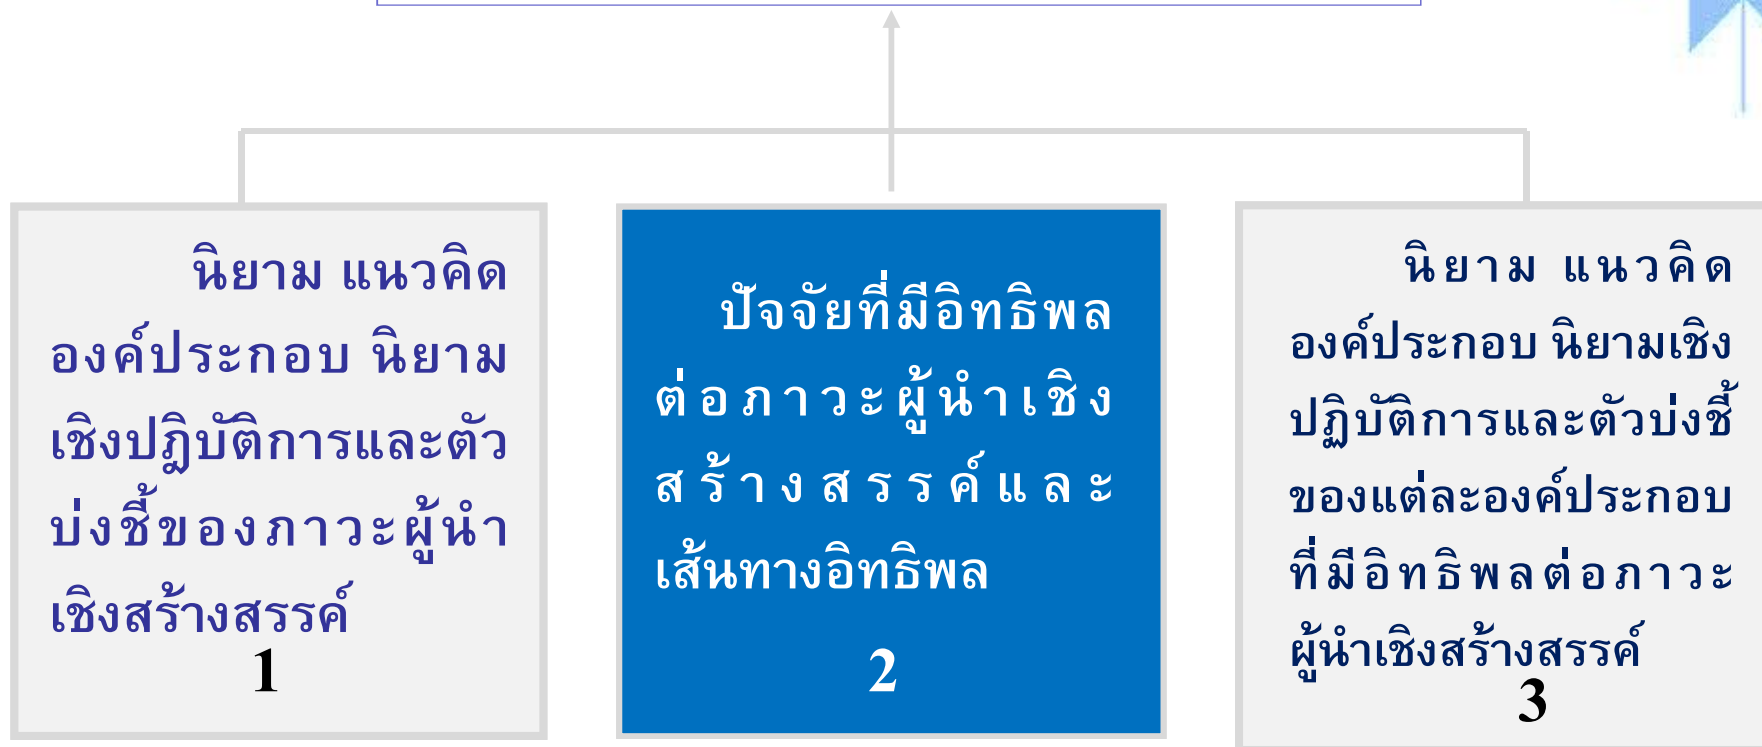 นิยาม แนวคิด
องค์ประกอบ นิยาม
เชิงปฎิบัติการและตัว
บ่งชี้ของภาวะผู้นำ
เชิงสร้างสรรค์
1
ปัจจัยที่มีอิทธิพล
ต่อภาวะผู้นำเชิง
สร้างสรรค์และ
เส้นทางอิทธิพล
2
นิยาม แนวคิด
องค์ประกอบ นิยามเชิง
ปฏิบัติการและตัวบ่งชี้
ของแต่ละองค์ประกอบ
ที่มีอิทธิพลต่อภาวะ
ผู้นำเชิงสร้างสรรค์
3